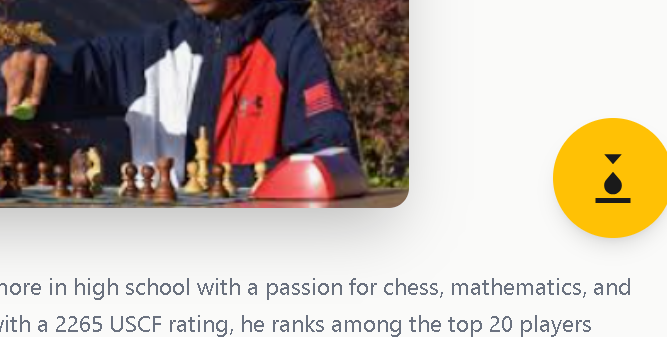 in high school with a passion for chess, mathematics, and
with a 2265 USCF rating, he ranks among the top 20 players